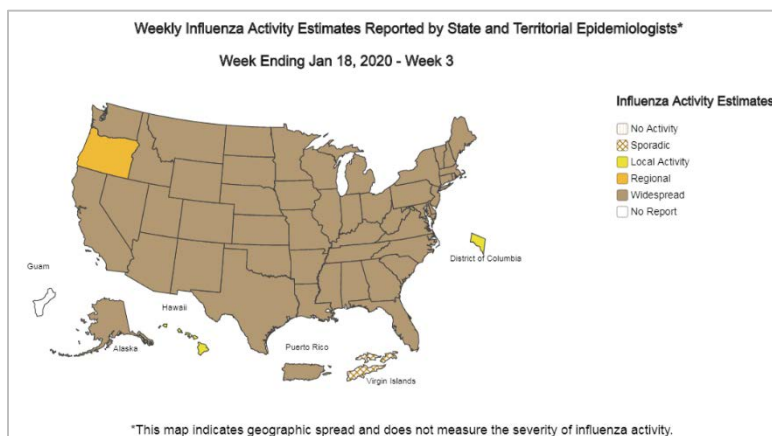 Weekly Influenza Activity Estimates Reported by State and Territorial Epidemiologists*
Week Ending Jan 18, 2020 - Week 3
Influenza Activity Estimates
No Activity
Sporadic
Local Activity
Regional
Widespread
No Report
District of Columbia
Guam
Hawaii
Alaska
Puerto Rico
Virgin Islands
*This map indicates geographic spread and does not measure the severity of influenza activity.